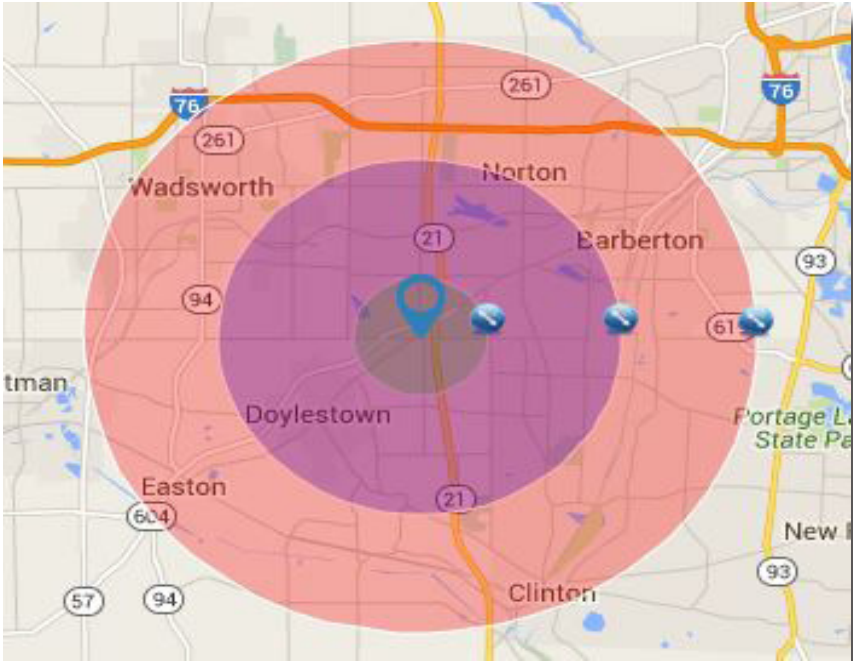 261
76
76
261
Wadsworth
Norton
21
Barberton
93
94
619
tman
Doylestown
Portage La
State Pa
Easton
21
604
New
93
Clinton
57
94